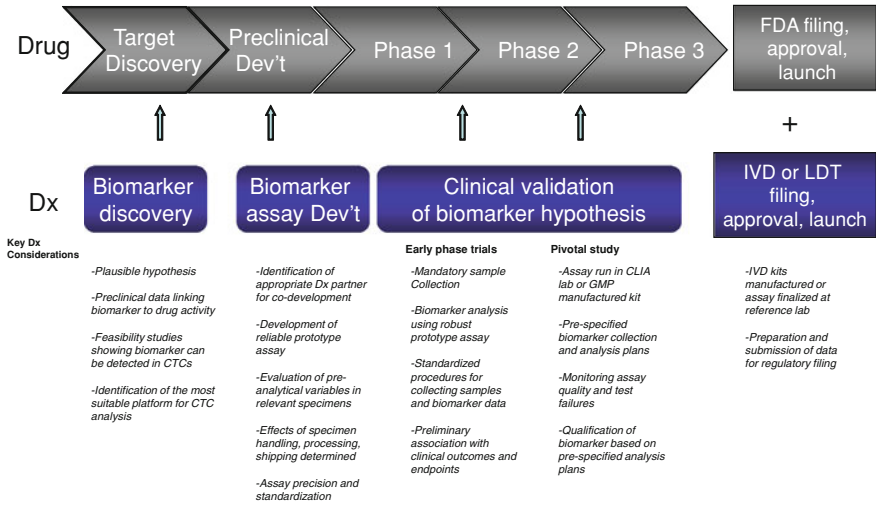 Drug
Target
Discovery
Preclinical
Dev't
Phase 1
Phase 2
Phase 3
FDA filing,
approval,
launch
+
Dx
Biomarker
discovery
Biomarker
assay Dev't
Clinical validation
of biomarker hypothesis
IVD or LDT
filing,
approval, launch
Key Dx
Considerations
-Plausible hypothesis
-Preclinical data linking
biomarker to drug activity
-Feasibility studies
showing biomarker can
be detected in CTCs
-Identification of the most
suitable platform for CTC
analysis
-Identification of
appropriate Dx partner
for co-development
-Development of
reliable prototype
assay
-Evaluation of pre-
analytical variables in
relevant specimens
-Effects of specimen
handling, processing,
shipping determined
-Assay precision and
standardization
Early phase trials
-Mandatory sample
Collection
-Biomarker analysis
using robust
prototype assay
-Standardized
procedures for
collecting samples
and biomarker data
-Preliminary
association with
clinical outcomes and
endpoints
Pivotal study
-Assay run in CLIA
lab or GMP
manufactured kit
-Pre-specified
biomarker collection
and analysis plans
-Monitoring assay
quality and test
failures
-Qualification of
biomarker based on
pre-specified analysis
plans
-IVD kits
manufactured or
assay finalized at
reference lab
-Preparation and
submission of data
for regulatory filing